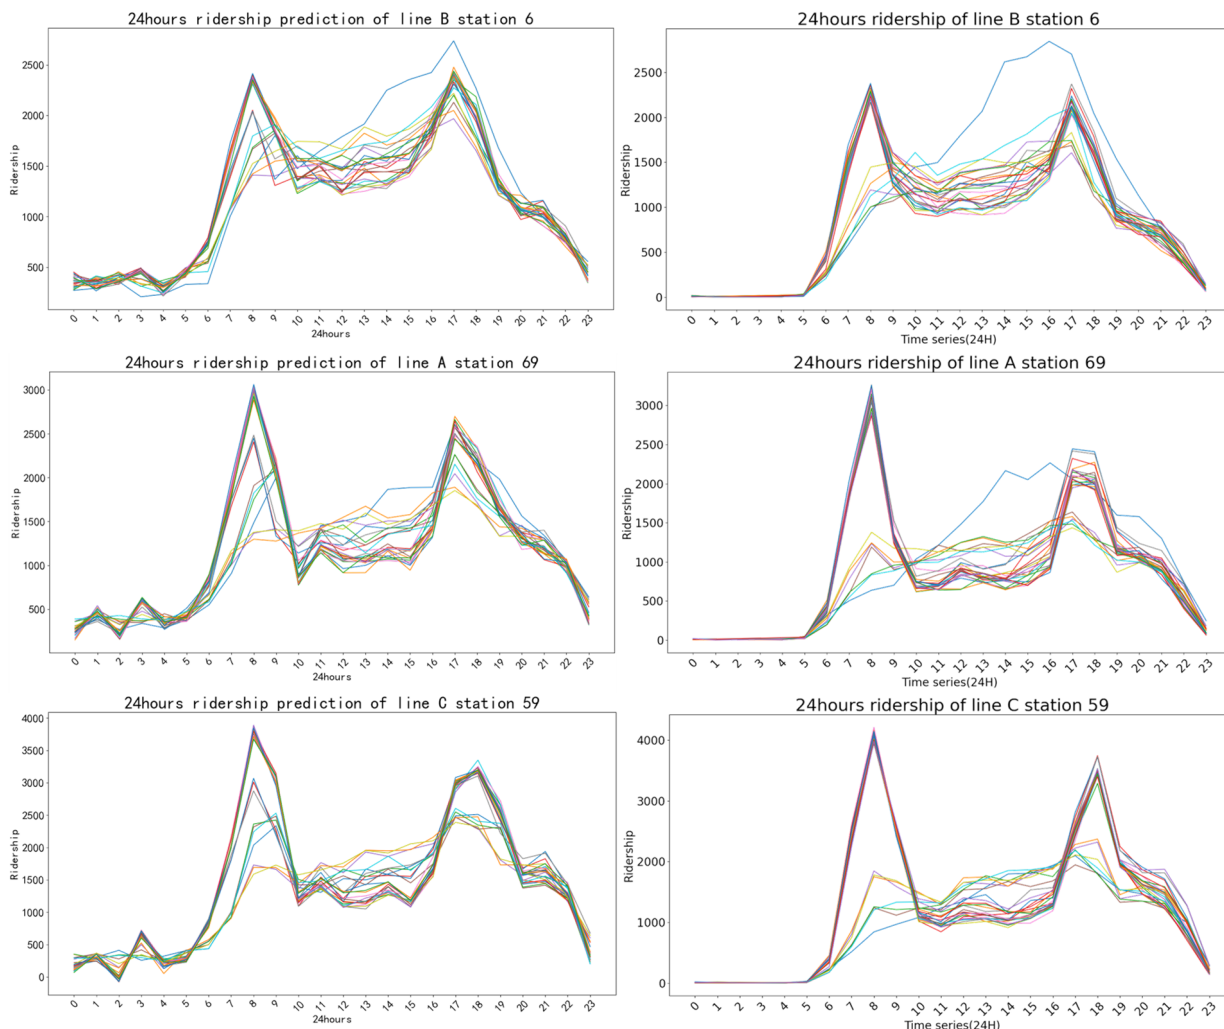 24hours ridership prediction of line B station 6
Ridership
2500
2000
1500
1000
500
0 1 2 3 4 5 6 7 8 9 10 11 12 13 14 15 16 17 18 19 20 21 22 23
24hours
24hours ridership of line B station 6
Ridership
2500
2000
1500
1000
500
0
0 1 2 3 4 5 6 7 8 9 10 11 12 13 14 15 16 17 18 19 20 21 22 23
Time series(24H)
24hours ridership prediction of line A station 69
Ridership
3000
2500
2000
1500
1000
500
0 1 2 3 4 5 6 7 8 9 10 11 12 13 14 15 16 17 18 19 20 21 22 23
24hours
24hours ridership of line A station 69
Ridership
3000
2500
2000
1500
1000
500
0
0 1 2 3 4 5 6 7 8 9 10 11 12 13 14 15 16 17 18 19 20 21 22 23
Time series(24H)
24hours ridership prediction of line C station 59
Ridership
4000
3500
3000
2500
2000
1500
1000
500
0
0 1 2 3 4 5 6 7 8 9 10 11 12 13 14 15 16 17 18 19 20 21 22 23
24hours
24hours ridership of line C station 59
Ridership
4000
3000
2000
1000
0
0 1 2 3 4 5 6 7 8 9 10 11 12 13 14 15 16 17 18 19 20 21 22 23
Time series(24H)